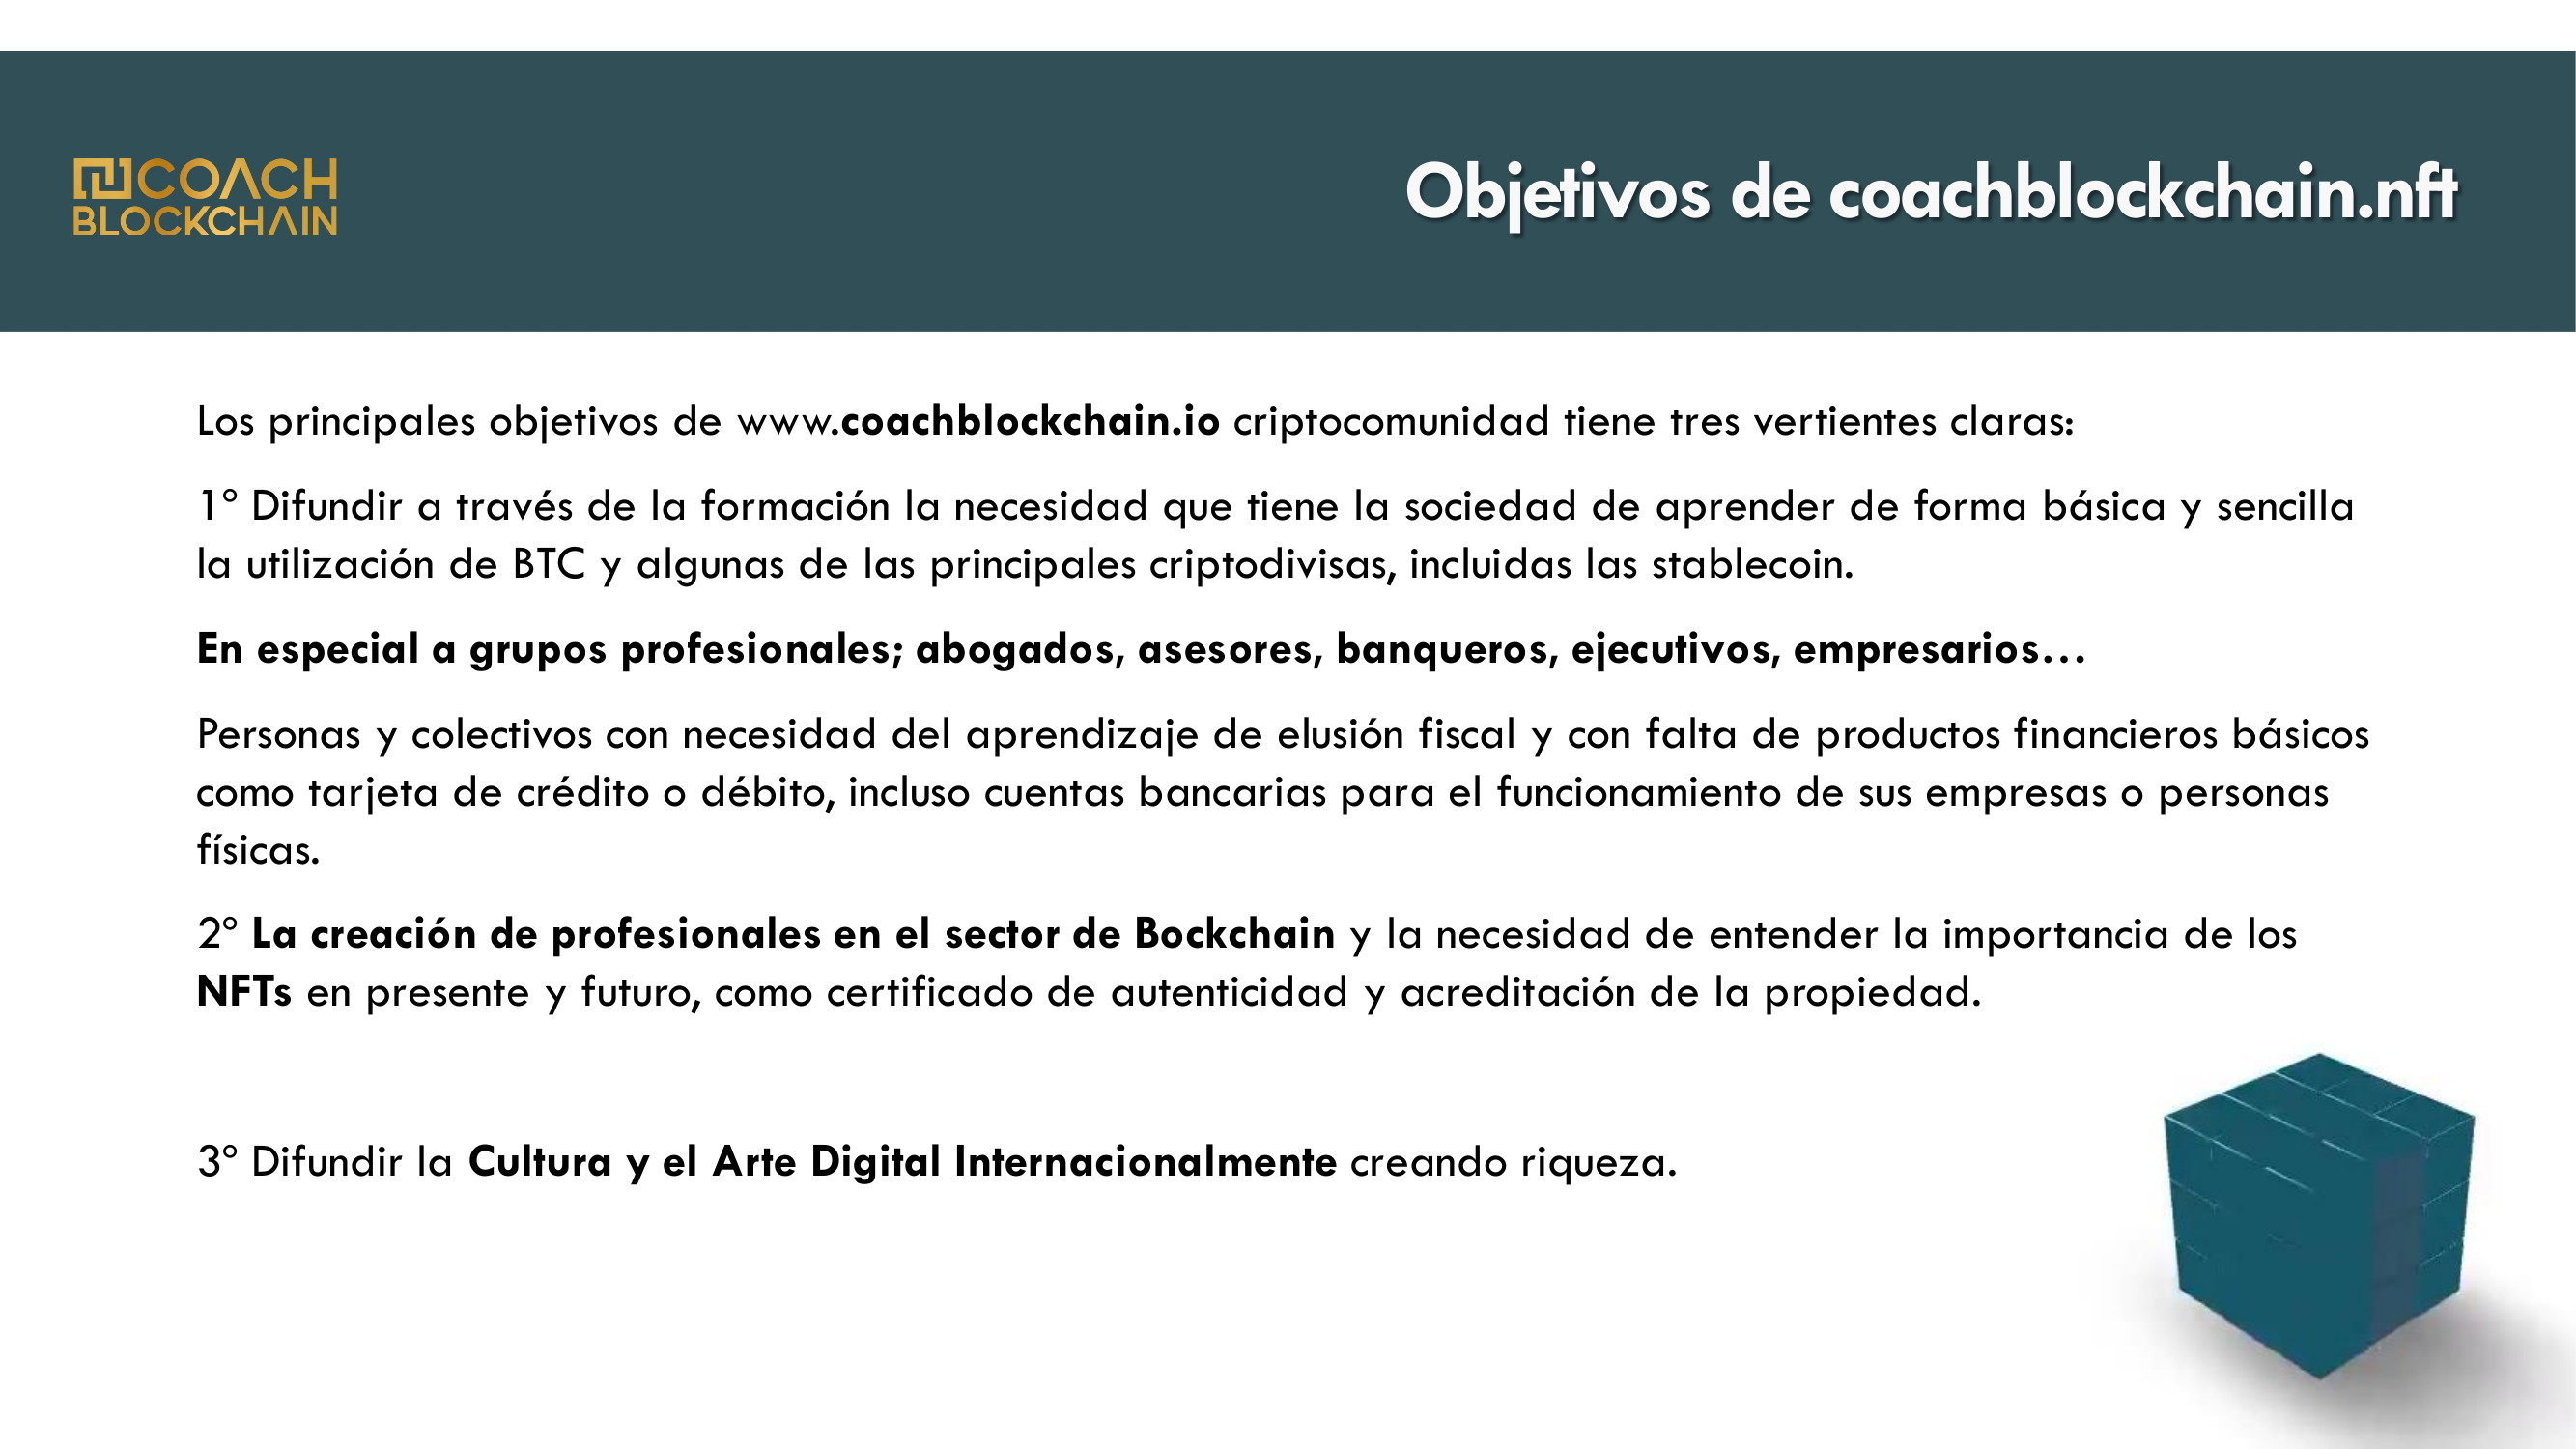 COACH
BLOCKCHAIN
Objetivos de coachblockchain.nft
Los principales objetivos de www.coachblockchain.io criptocomunidad tiene tres vertientes claras:
1º Difundir a través de la formación la necesidad que tiene la sociedad de aprender de forma básica y sencilla
la utilización de BTC y algunas de las principales criptodivisas, incluidas las stablecoin.
En especial a grupos profesionales; abogados, asesores, banqueros, ejecutivos, empresarios…
Personas y colectivos con necesidad del aprendizaje de elusión fiscal y con falta de productos financieros básicos
como tarjeta de crédito o débito, incluso cuentas bancarias para el funcionamiento de sus empresas o personas
físicas.
2º La creación de profesionales en el sector de Bockchain y la necesidad de entender la importancia de los
NFTs en presente y futuro, como certificado de autenticidad y acreditación de la propiedad.
3º Difundir la Cultura y el Arte Digital Internacionalmente creando riqueza.